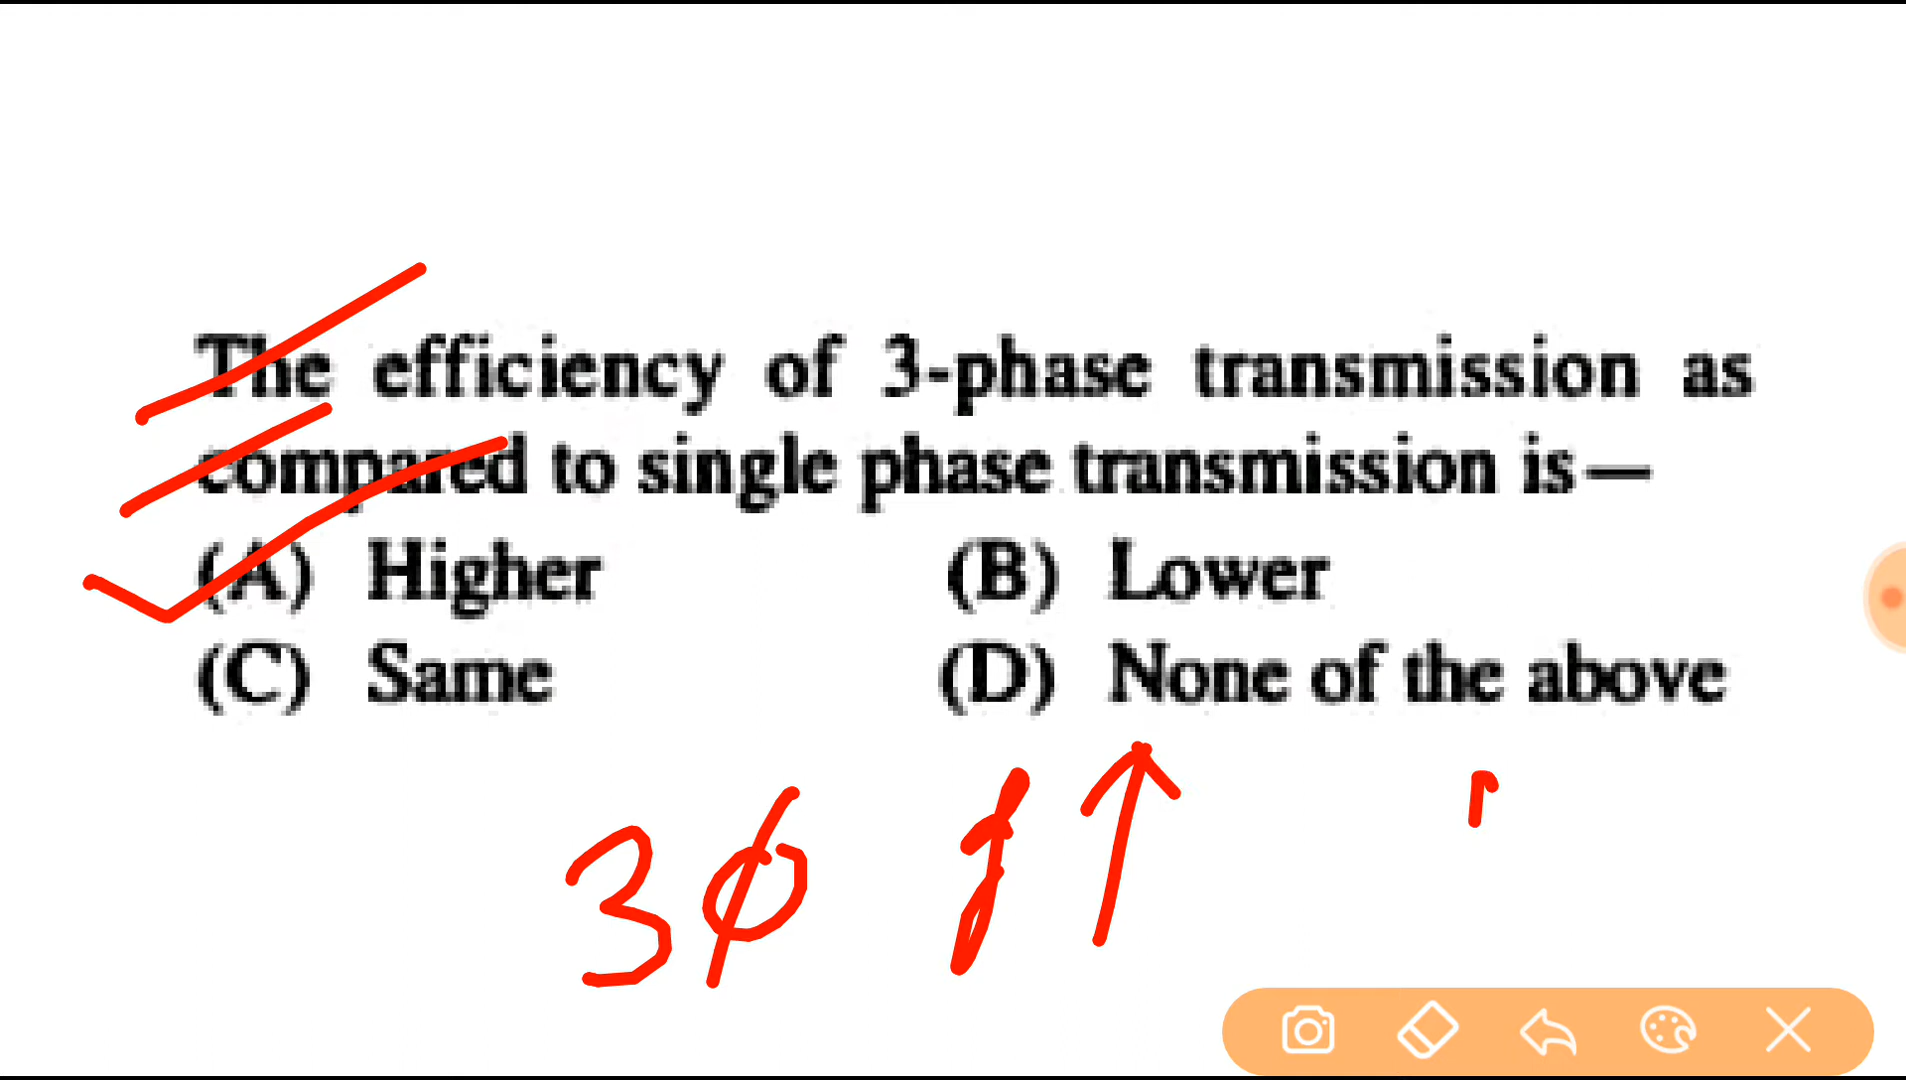 The efficiency of 3-phase transmission as
compared to single phase transmission is—
(A) Higher (B) Lower
(C) Same (D) None of the above
3φ